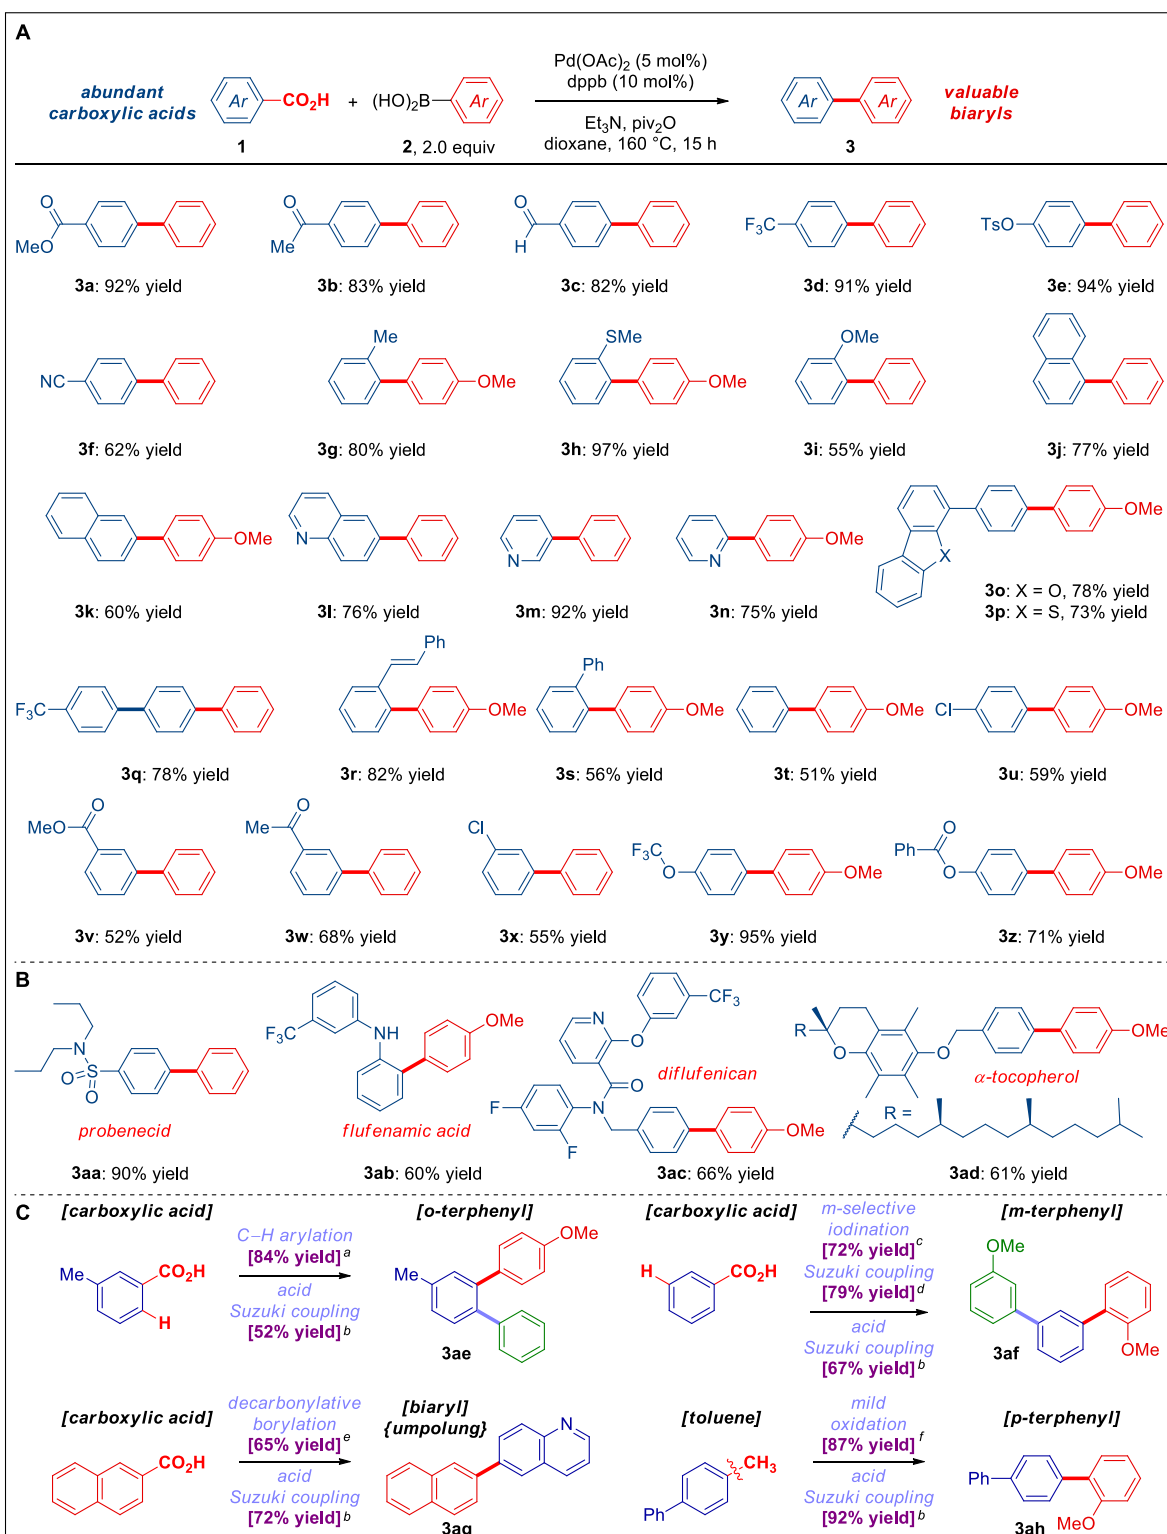 A
abundant carboxylic acids
Ar
CO2H
1
+
(HO)2B
Ar
2, 2.0 equiv
Pd(OAc)2 (5 mol%)
dppb (10 mol%)
Et3N, piv2O
dioxane, 160 °C, 15 h
Ar
Ar
3
valuable biaryls
O
MeO
3a: 92% yield
O
Me
3b: 83% yield
O
H
3c: 82% yield
F3C
3d: 91% yield
TsO
3e: 94% yield
NC
3f: 62% yield
Me
OMe
3g: 80% yield
SMe
OMe
3h: 97% yield
OMe
3i: 55% yield
3j: 77% yield
OMe
3k: 60% yield
N
3l: 76% yield
N
3m: 92% yield
N
OMe
3n: 75% yield
X
OMe
3o: X = O, 78% yield
3p: X = S, 73% yield
F3C
3q: 78% yield
Ph
OMe
3r: 82% yield
Ph
OMe
3s: 56% yield
OMe
3t: 51% yield
Cl
OMe
3u: 59% yield
MeO
O
3v: 52% yield
Me
O
3w: 68% yield
Cl
3x: 55% yield
F3C
O
OMe
3y: 95% yield
Ph
O
O
OMe
3z: 71% yield
B
N
O
S
O
probenecid
3aa: 90% yield
F3C
NH
OMe
flufenamic acid
3ab: 60% yield
CF3
N
O
O
F
N
F
OMe
diflufenican
3ac: 66% yield
Me
R
O
O
OMe
α-tocopherol
R =
3ad: 61% yield
C
[carboxylic acid]
Me
CO2H
H
C–H arylation
[84% yield]a
acid
Suzuki coupling
[52% yield]b
[o-terphenyl]
OMe
Me
3ae
[carboxylic acid]
H
CO2H
m-selective
iodination
[72% yield]c
Suzuki coupling
[79% yield]d
acid
Suzuki coupling
[67% yield]b
[m-terphenyl]
OMe
OMe
3af
[carboxylic acid]
CO2H
decarbonylative
borylation
[65% yield]e
acid
Suzuki coupling
[72% yield]b
[biaryl]
{umpolung}
N
3ag
[toluene]
CH3
Ph
mild
oxidation
[87% yield]f
acid
Suzuki coupling
[92% yield]b
[p-terphenyl]
Ph
MeO
3ah